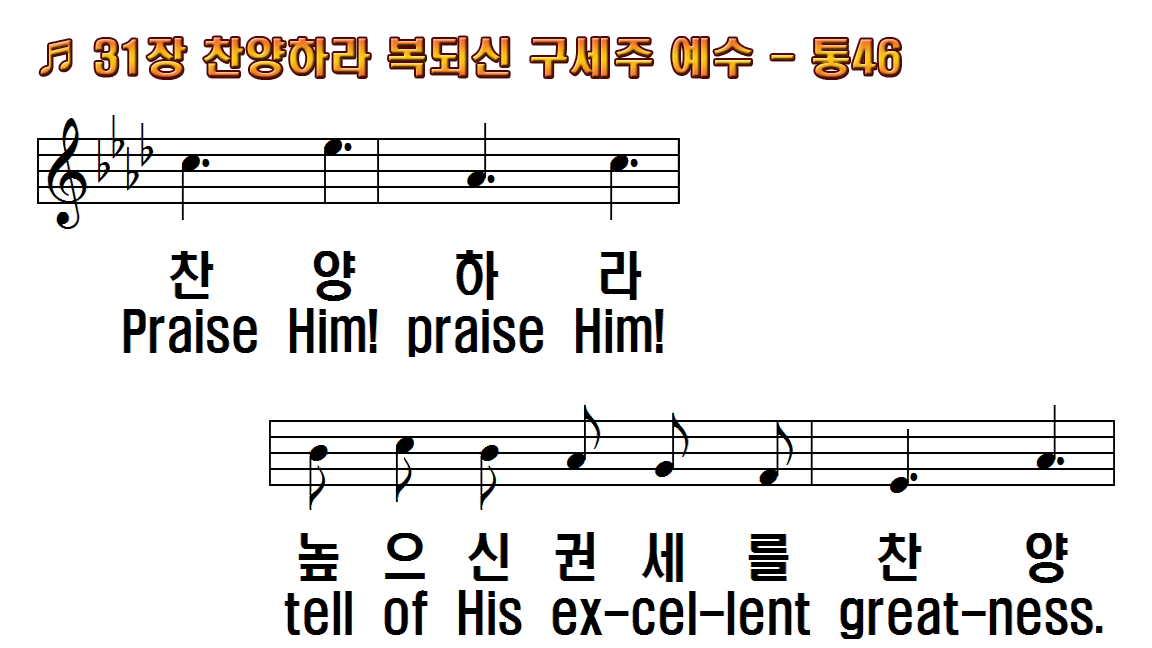 ♬ 31장 찬양하라 복되신 구세주 예수 - 통46
찬 양 하 라
Praise Him! praise Him!
높 으 신 권 세 를 찬 양
tell of His ex-cel-lent great-ness.